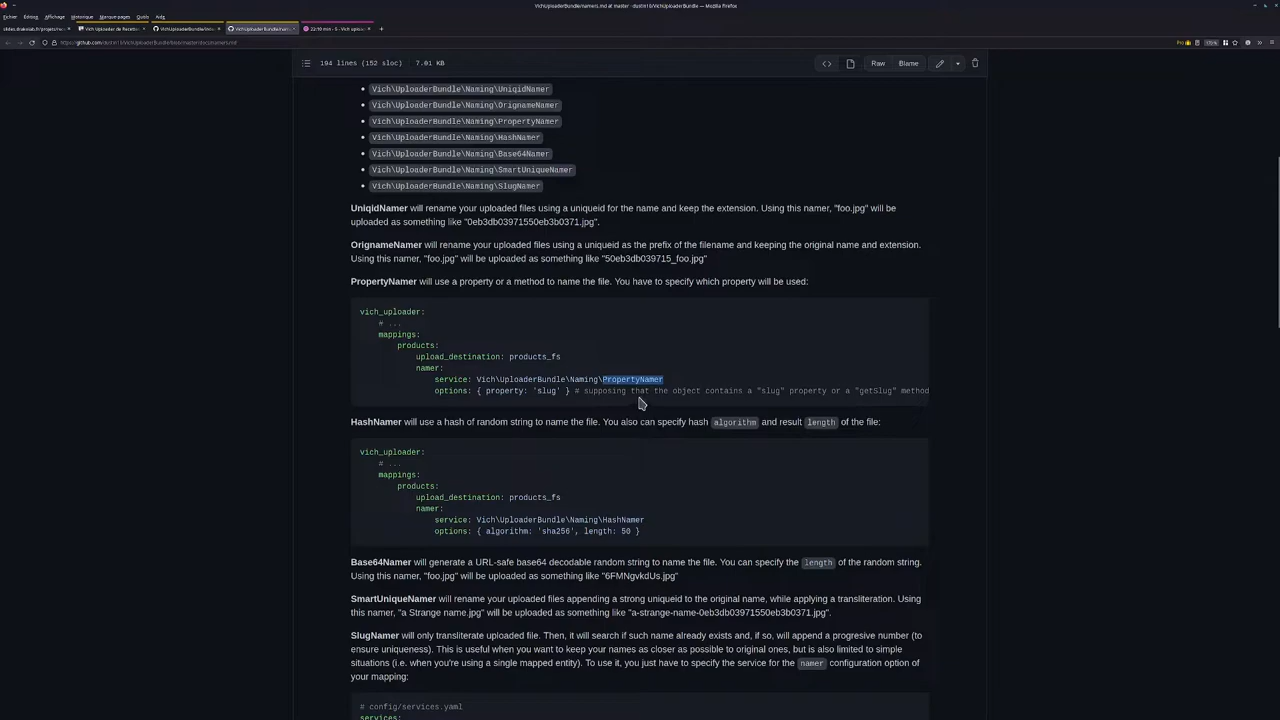 VichUploaderBundle/namers.md at master · dustin10/VichUploaderBundle — Mozilla Firefox
Fichier Édition Affichage Historique Marque-pages Outils Aide
194 lines (152 sloc) 7.01 KB
Raw
Blame
Vich\UploaderBundle\Naming\UniqidNamer
Vich\UploaderBundle\Naming\OrignameNamer
Vich\UploaderBundle\Naming\PropertyNamer
Vich\UploaderBundle\Naming\HashNamer
Vich\UploaderBundle\Naming\Base64Namer
Vich\UploaderBundle\Naming\SmartUniqueNamer
Vich\UploaderBundle\Naming\SlugNamer
UniqidNamer will rename your uploaded files using a uniqueid for the name and keep the extension. Using this namer, "foo.jpg" will be
uploaded as something like "0eb3db03971550eb3b0371.jpg".
OrignameNamer will rename your uploaded files using a uniqueid as the prefix of the filename and keeping the original name and extension.
Using this namer, "foo.jpg" will be uploaded as something like "50eb3db039715_foo.jpg"
PropertyNamer will use a property or a method to name the file. You have to specify which property will be used:
vich_uploader:
# ...
mappings:
products:
upload_destination: products_fs
namer:
service: Vich\UploaderBundle\Naming\PropertyNamer
options: { property: 'slug' } # supposing that the object contains a "slug" property or a "getSlug" method
HashNamer will use a hash of random string to name the file. You also can specify hash algorithm and result length of the file:
vich_uploader:
# ...
mappings:
products:
upload_destination: products_fs
namer:
service: Vich\UploaderBundle\Naming\HashNamer
options: { algorithm: 'sha256', length: 50 }
Base64Namer will generate a URL-safe base64 decodable random string to name the file. You can specify the length of the random string.
Using this namer, "foo.jpg" will be uploaded as something like "6FMNgvkdUs.jpg"
SmartUniqueNamer will rename your uploaded files appending a strong uniqueid to the original name, while applying a transliteration. Using
this namer, "a Strange name.jpg" will be uploaded as something like "a-strange-name-0eb3db03971550eb3b0371.jpg".
SlugNamer will only transliterate uploaded file. Then, it will search if such name already exists and, if so, will append a progresive number (to
ensure uniqueness). This is useful when you want to keep your names as closer as possible to original ones, but is also limited to simple
situations (i.e. when you're using a single mapped entity). To use it, you just have to specify the service for the namer configuration option of
your mapping:
# config/services.yaml
services: